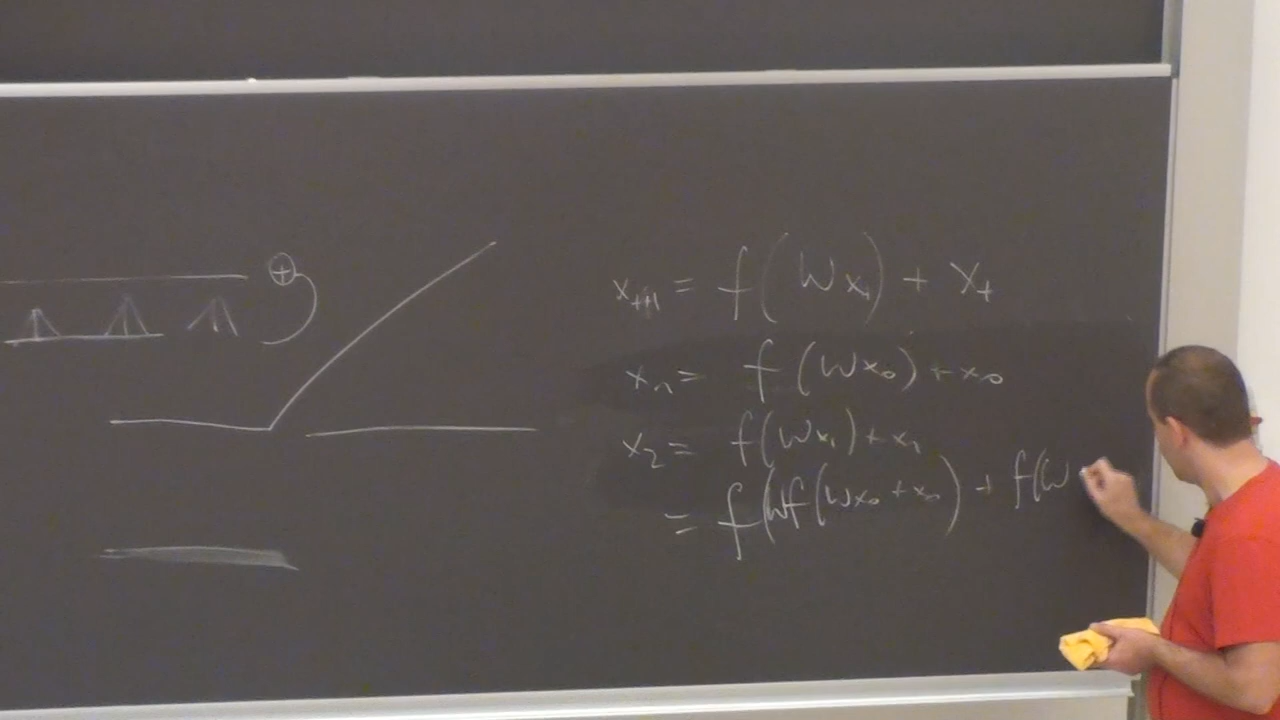 x_{t+1} = f(Wx_t) + x_t
x_1 = f(Wx_0) + x_0
x_2 = f(Wx_1) + x_1
= f(Wf(Wx_0 + x_0) + f(W